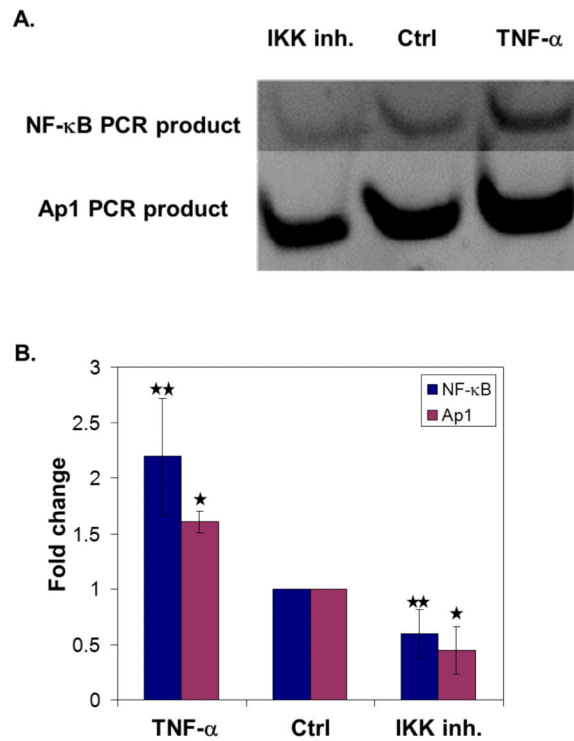 A.
IKK inh. Ctrl TNF-α
NF-κB PCR product
Ap1 PCR product
B.
3
2.5
2
1.5
1
0.5
0
Fold change
★★
★
★★
★
NF-κB
Ap1
TNF-α Ctrl IKK inh.